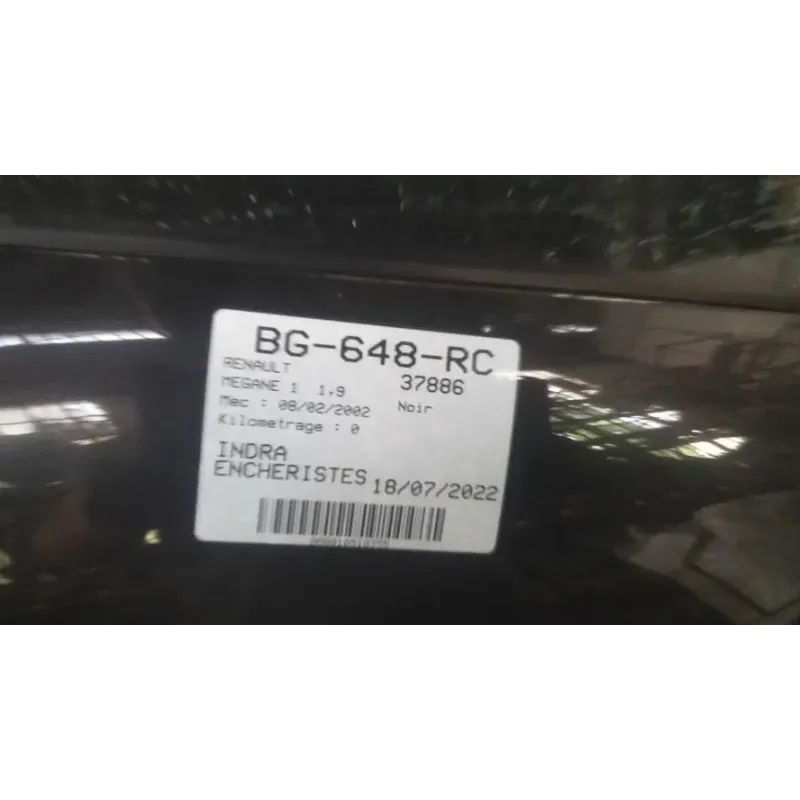 BG-648-RC
RENAULT 37886
MEGANE 1 1.9
Mec : 08/02/2002 Noir
Kilometrage : 0
INDRA
ENCHERISTES 18/07/2022